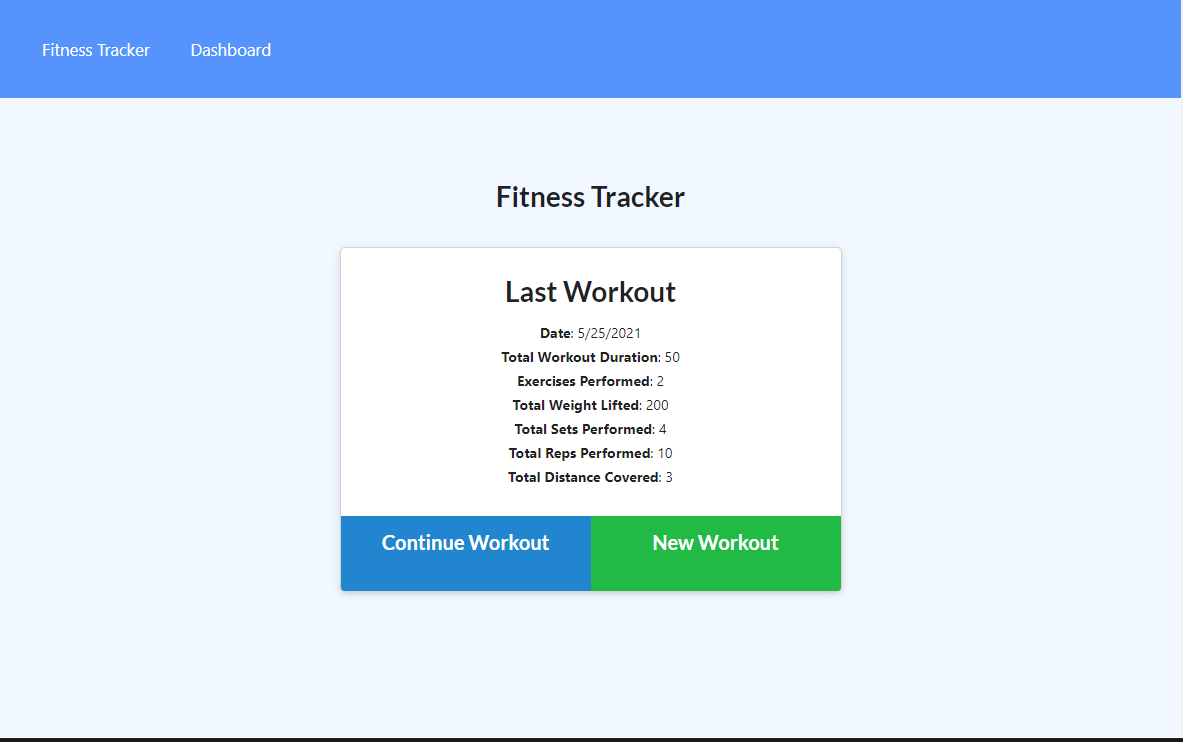 Fitness Tracker Dashboard
Fitness Tracker
Last Workout
Date: 5/25/2021
Total Workout Duration: 50
Exercises Performed: 2
Total Weight Lifted: 200
Total Sets Performed: 4
Total Reps Performed: 10
Total Distance Covered: 3
Continue Workout New Workout